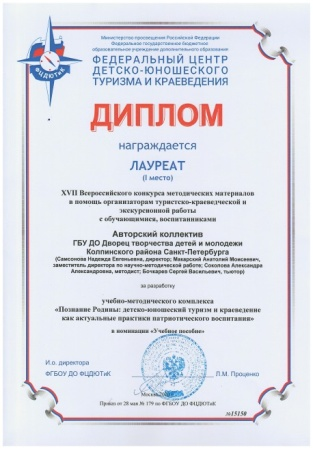 Министерство просвещения Российской Федерации
Федеральное государственное бюджетное
образовательное учреждение дополнительного образования
ФЕДЕРАЛЬНЫЙ ЦЕНТР
ДЕТСКО-ЮНОШЕСКОГО
ТУРИЗМА И КРАЕВЕДЕНИЯ
ФЦДЮТиК
ДИПЛОМ
награждается
ЛАУРЕАТ
(I место)
XVII Всероссийского конкурса методических материалов
в помощь организаторам туристско-краеведческой и
экскурсионной работы
с обучающимися, воспитанниками
Авторский коллектив
ГБУ ДО Дворец творчества детей и молодежи
Колпинского района Санкт-Петербурга
(Самсонова Надежда Евгеньевна, директор; Макарский Анатолий Моисеевич,
заместитель директора по научно-методической работе; Соколова Александра
Александровна, методист; Бочкарев Сергей Васильевич, тьютор)
за разработку
учебно-методического комплекса
«Познание Родины: детско-юношеский туризм и краеведение
как актуальные практики патриотического воспитания»
в номинации «Учебное пособие»
И.о. директора
ФГБОУ ДО ФЦДЮТиК
Л.М. Проценко
Москва
Приказ от 28 мая № 179 по ФГБОУ ДО ФЦДЮТиК
№15150